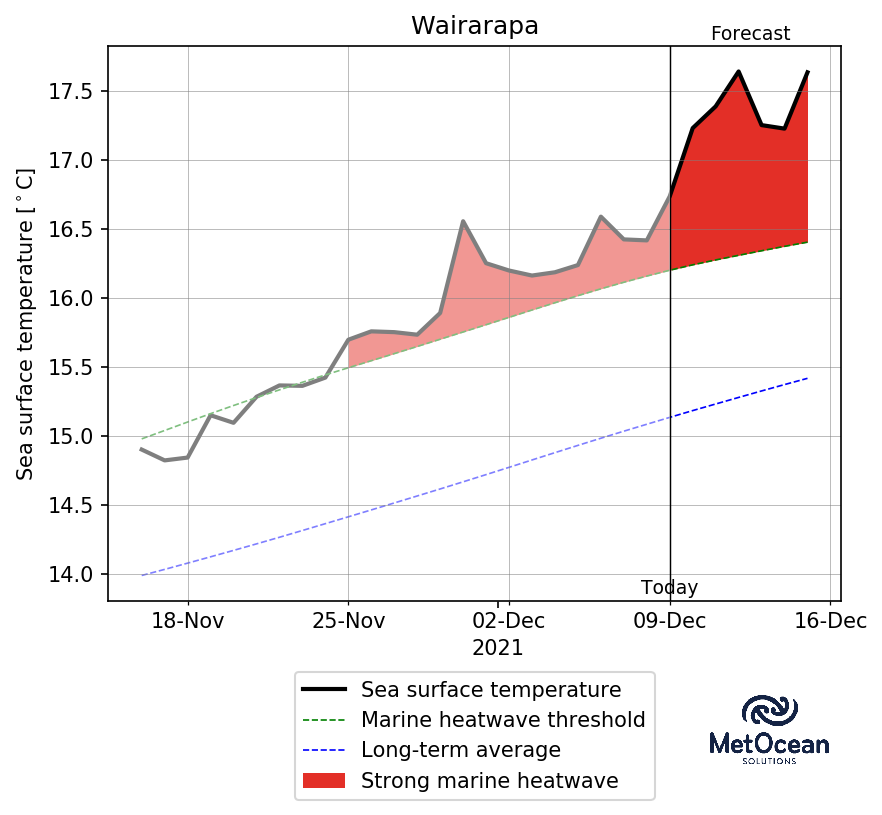 Wairarapa
Forecast
Sea surface temperature [°C]
17.5
17.0
16.5
16.0
15.5
15.0
14.5
14.0
Today
18-Nov 25-Nov 02-Dec 09-Dec 16-Dec
2021
Sea surface temperature
Marine heatwave threshold
Long-term average
Strong marine heatwave
MetOcean
SOLUTIONS